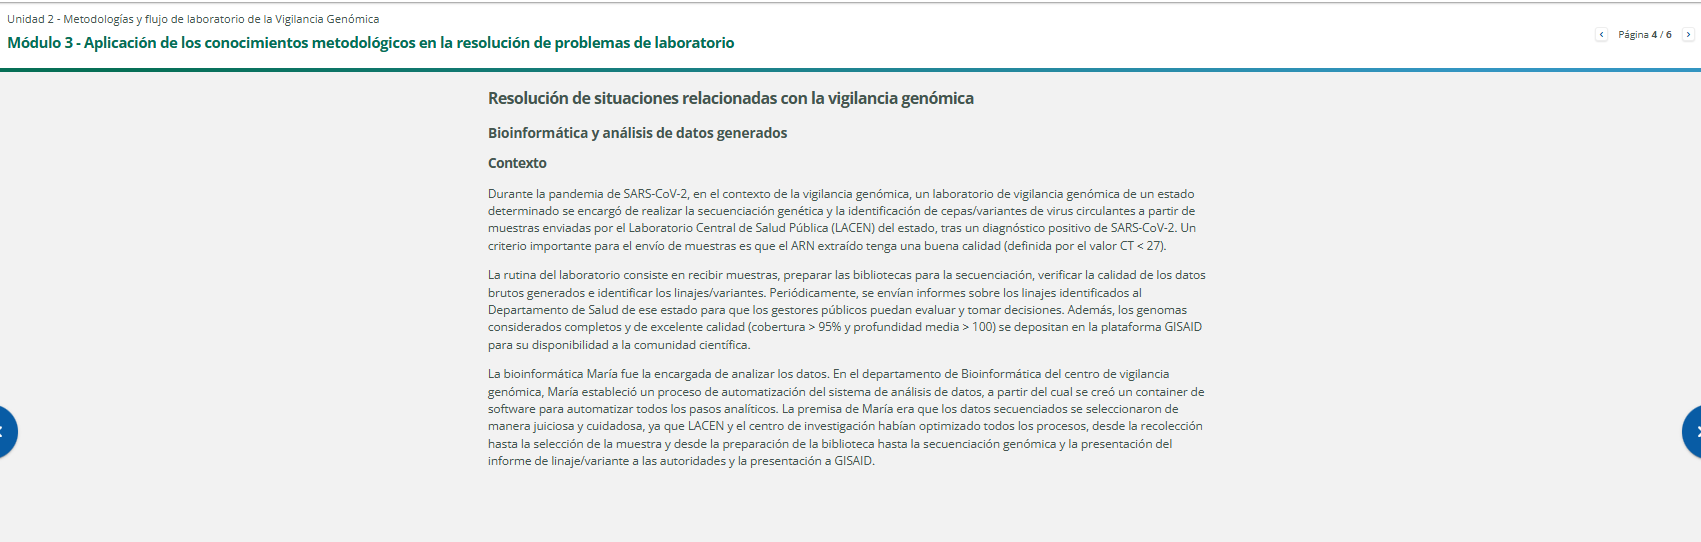 Unidad 2 - Metodologías y flujo de laboratorio de la Vigilancia Genómica
Módulo 3 - Aplicación de los conocimientos metodológicos en la resolución de problemas de laboratorio
Página 4 / 6
Resolución de situaciones relacionadas con la vigilancia genómica
Bioinformática y análisis de datos generados
Contexto
Durante la pandemia de SARS-CoV-2, en el contexto de la vigilancia genómica, un laboratorio de vigilancia genómica de un estado
determinado se encargó de realizar la secuenciación genética y la identificación de cepas/variantes de virus circulantes a partir de
muestras enviadas por el Laboratorio Central de Salud Pública (LACEN) del estado, tras un diagnóstico positivo de SARS-CoV-2. Un
criterio importante para el envío de muestras es que el ARN extraído tenga una buena calidad (definida por el valor CT < 27).
La rutina del laboratorio consiste en recibir muestras, preparar las bibliotecas para la secuenciación, verificar la calidad de los datos
brutos generados e identificar los linajes/variantes. Periódicamente, se envían informes sobre los linajes identificados al
Departamento de Salud de ese estado para que los gestores públicos puedan evaluar y tomar decisiones. Además, los genomas
considerados completos y de excelente calidad (cobertura > 95% y profundidad media > 100) se depositan en la plataforma GISAID
para su disponibilidad a la comunidad científica.
La bioinformática María fue la encargada de analizar los datos. En el departamento de Bioinformática del centro de vigilancia
genómica, María estableció un proceso de automatización del sistema de análisis de datos, a partir del cual se creó un container de
software para automatizar todos los pasos analíticos. La premisa de María era que los datos secuenciados se seleccionaron de
manera juiciosa y cuidadosa, ya que LACEN y el centro de investigación habían optimizado todos los procesos, desde la recolección
hasta la selección de la muestra y desde la preparación de la biblioteca hasta la secuenciación genómica y la presentación del
informe de linaje/variante a las autoridades y la presentación a GISAID.